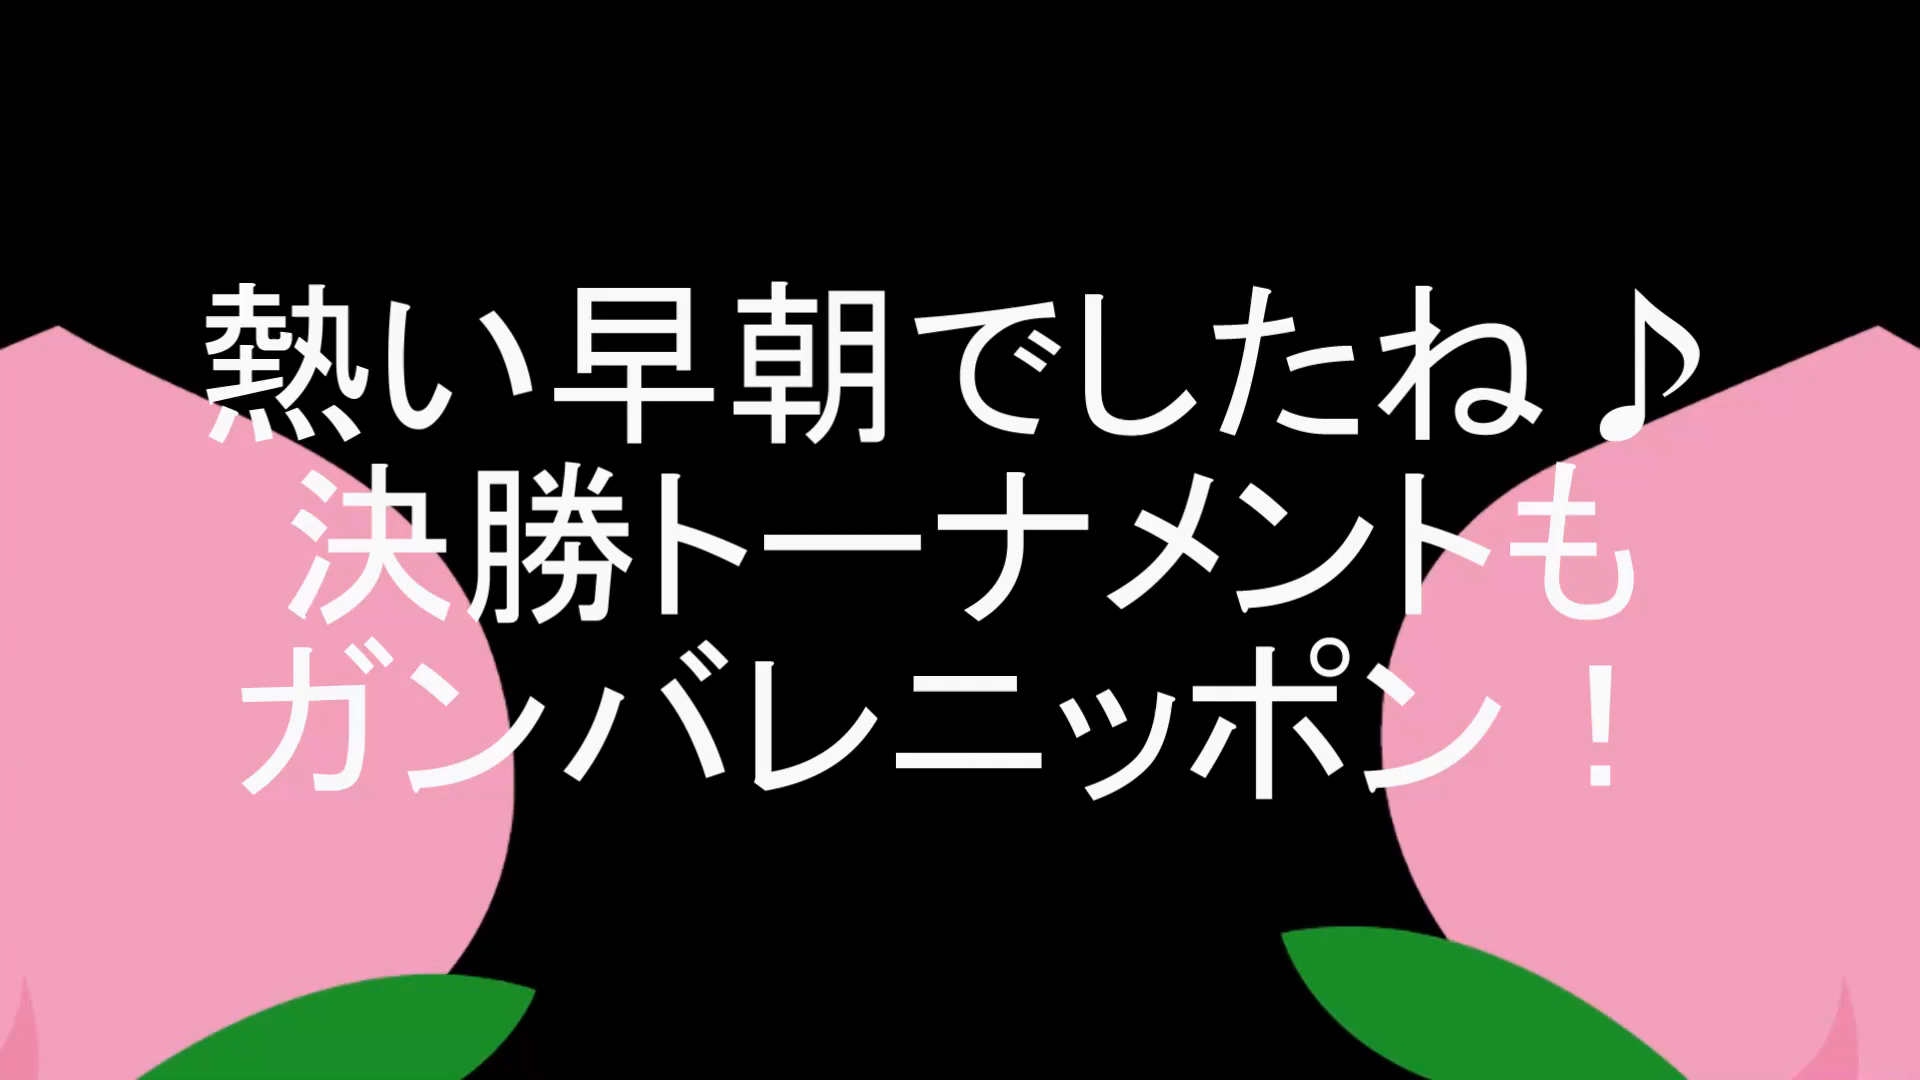 熱い早朝でしたね♪
決勝トーナメントも
ガンバレニッポン！